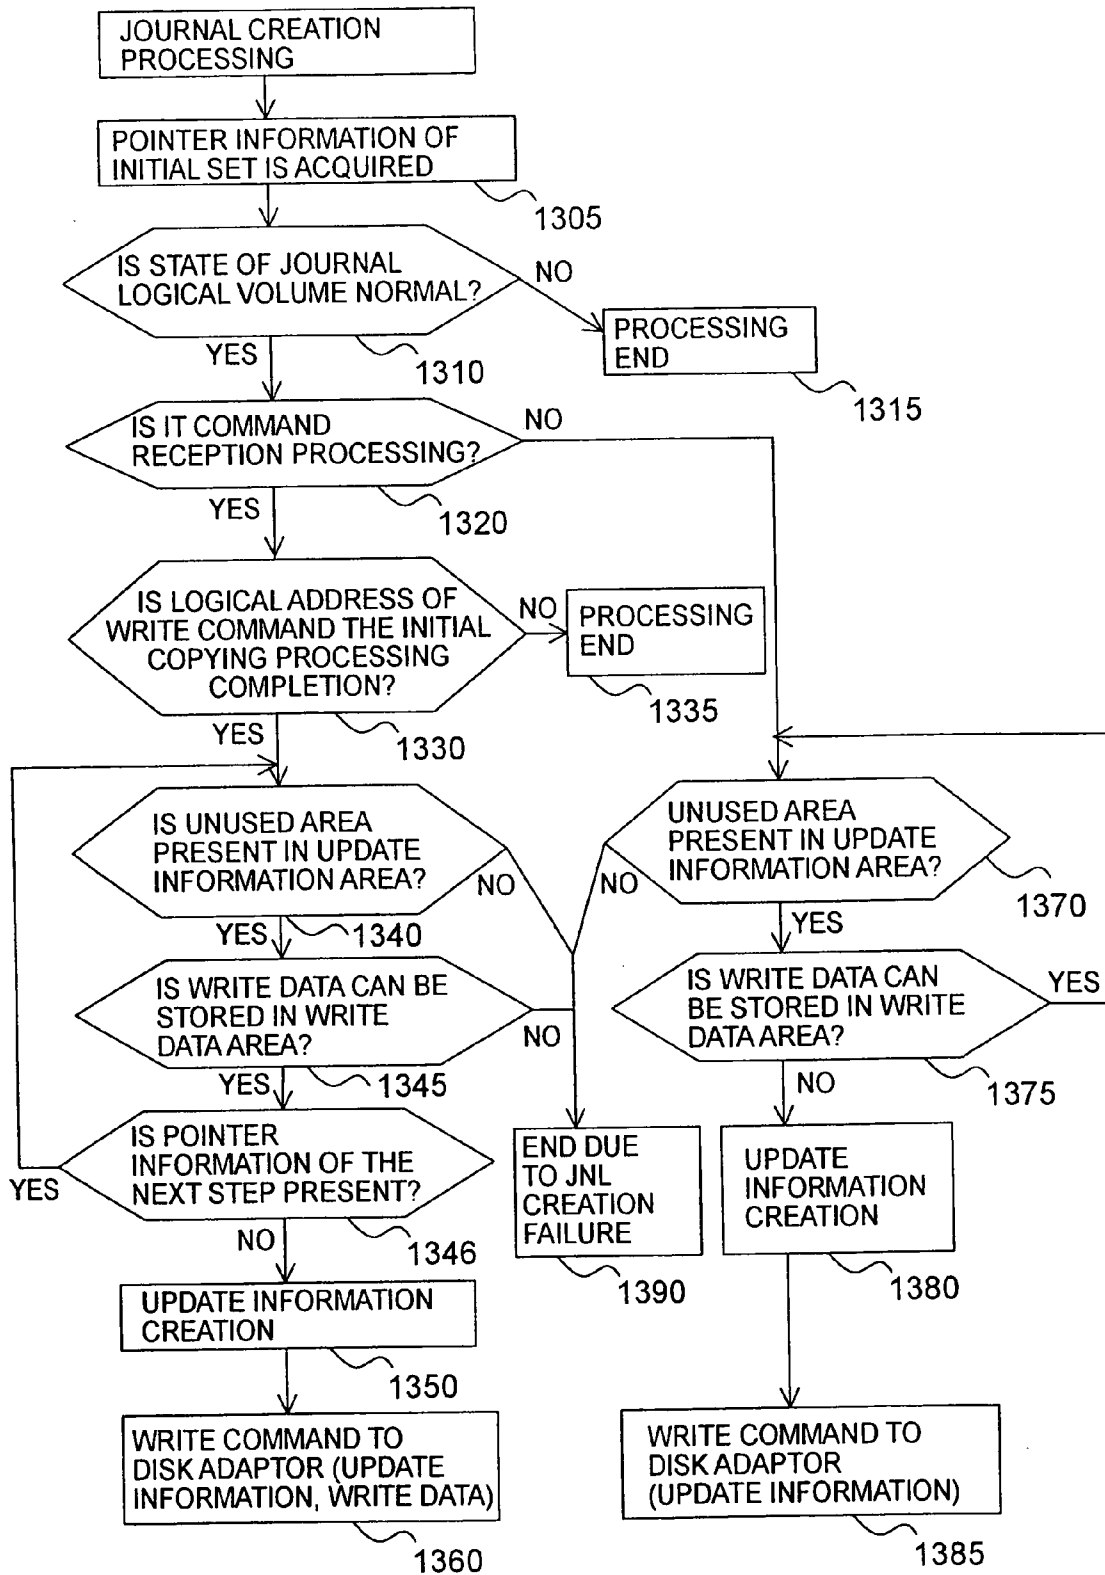 JOURNAL CREATION
PROCESSING
POINTER INFORMATION OF
INITIAL SET IS ACQUIRED
1305
IS STATE OF JOURNAL
LOGICAL VOLUME NORMAL?
NO
YES
1310
PROCESSING
END
1315
IS IT COMMAND
RECEPTION PROCESSING?
NO
YES
1320
IS LOGICAL ADDRESS OF
WRITE COMMAND THE INITIAL
COPYING PROCESSING
COMPLETION?
NO
YES
1330
PROCESSING
END
1335
IS UNUSED AREA
PRESENT IN UPDATE
INFORMATION AREA?
NO
YES
1340
UNUSED AREA
PRESENT IN UPDATE
INFORMATION AREA?
NO
YES
1370
IS WRITE DATA CAN BE
STORED IN WRITE
DATA AREA?
NO
YES
1345
IS WRITE DATA CAN
BE STORED IN WRITE
DATA AREA?
YES
NO
1375
IS POINTER
INFORMATION OF THE
NEXT STEP PRESENT?
YES
NO
1346
END DUE
TO JNL
CREATION
FAILURE
1390
UPDATE
INFORMATION
CREATION
1380
UPDATE INFORMATION
CREATION
1350
WRITE COMMAND TO
DISK ADAPTOR (UPDATE
INFORMATION, WRITE DATA)
1360
WRITE COMMAND TO
DISK ADAPTOR
(UPDATE INFORMATION)
1385